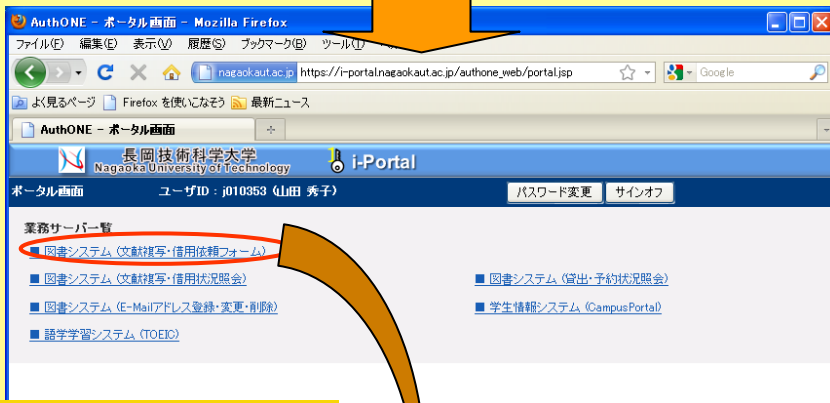 AuthONE - ポータル画面 - Mozilla Firefox
ファイル(F) 編集(E) 表示(V) 履歴(S) ブックマーク(B) ツール(T)
nagaokaut.ac.jp https://i-portal.nagaokaut.ac.jp/authone_web/portal.jsp Google
よく見るページ Firefox を使いこなそう 最新ニュース
AuthONE - ポータル画面
長岡技術科学大学
Nagaoka University of Technology i-Portal
ポータル画面 ユーザID : j010353 (山田 秀子) パスワード変更 サインオフ
業務サーバ一覧
■ 図書システム (文献複写・借用依頼フォーム)
■ 図書システム (文献複写・借用状況照会) ■ 図書システム (貸出・予約状況照会)
■ 図書システム (E-Mailアドレス登録・変更・削除) ■ 学生情報システム (CampusPortal)
■ 語学学習システム (TOEIC)